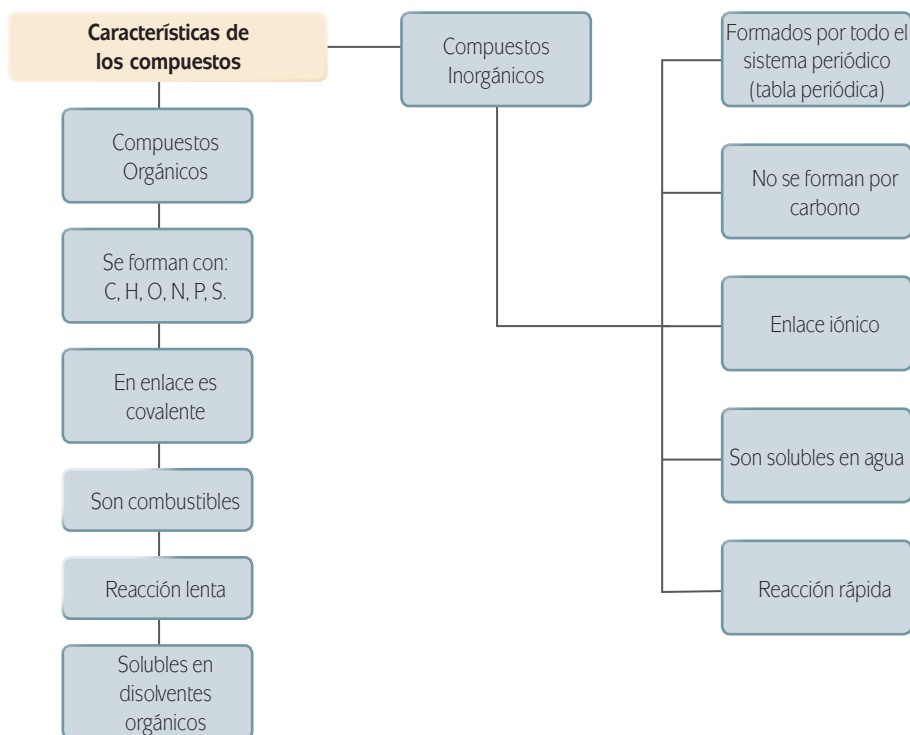 Características de
los compuestos
Compuestos
Orgánicos
Se forman con:
C, H, O, N, P, S.
En enlace es
covalente
Son combustibles
Reacción lenta
Solubles en
disolventes
orgánicos
Compuestos
Inorgánicos
Formados por todo el
sistema periódico
(tabla periódica)
No se forman por
carbono
Enlace iónico
Son solubles en agua
Reacción rápida